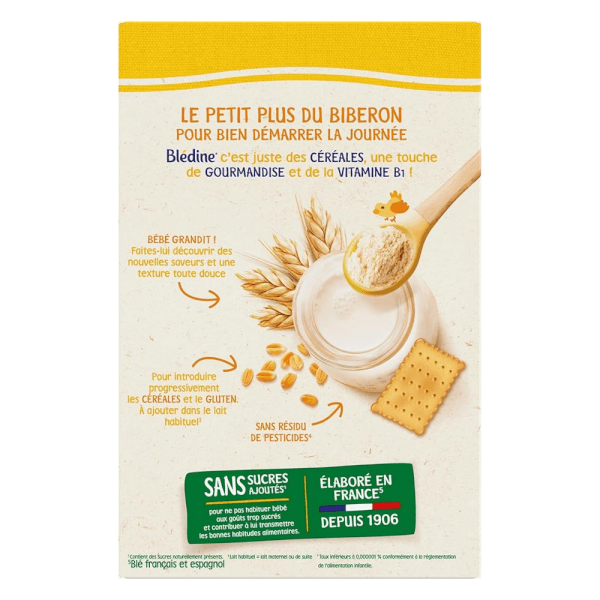 LE PETIT PLUS DU BIBERON
POUR BIEN DÉMARRER LA JOURNÉE
Blédine® c'est juste des CÉRÉALES, une touche
de GOURMANDISE et de la VITAMINE B1 !
BÉBÉ GRANDIT !
Faites-lui découvrir des
nouvelles saveurs et une
texture toute douce
Pour introduire
progressivement
les CÉRÉALES et le GLUTEN.
À ajouter dans le lait
habituel³
SANS RÉSIDU
DE PESTICIDES⁴
SANS SUCRES
AJOUTÉS¹
pour ne pas habituer bébé
aux goûts trop sucrés
et contribuer à lui transmettre
les bonnes habitudes alimentaires.
ÉLABORÉ EN
FRANCE⁵
DEPUIS 1906
¹Contient des Sucres naturellement présents. ³Lait habituel = lait maternel ou de suite ⁴Taux inférieurs à 0,000001 % conformément à la réglementation
⁵Blé français et espagnol
de l'alimentation infantile.